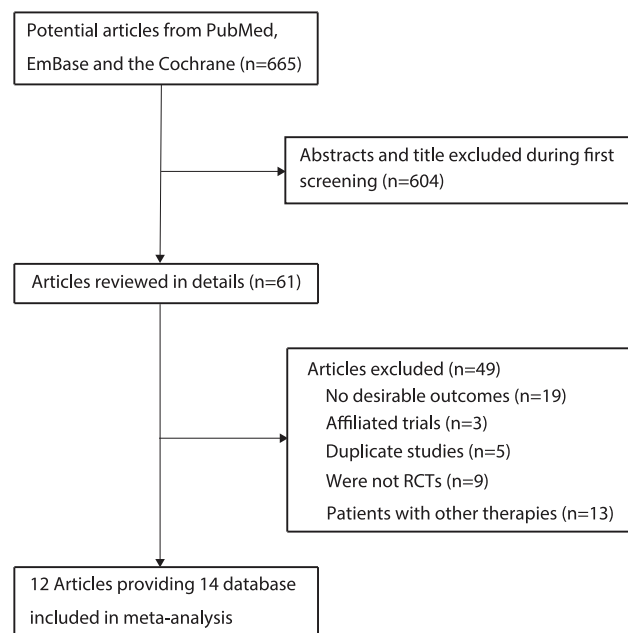 Potential articles from PubMed,
EmBase and the Cochrane (n=665)
Abstracts and title excluded during first
screening (n=604)
Articles reviewed in details (n=61)
Articles excluded (n=49)
No desirable outcomes (n=19)
Affiliated trials (n=3)
Duplicate studies (n=5)
Were not RCTs (n=9)
Patients with other therapies (n=13)
12 Articles providing 14 database
included in meta-analysis